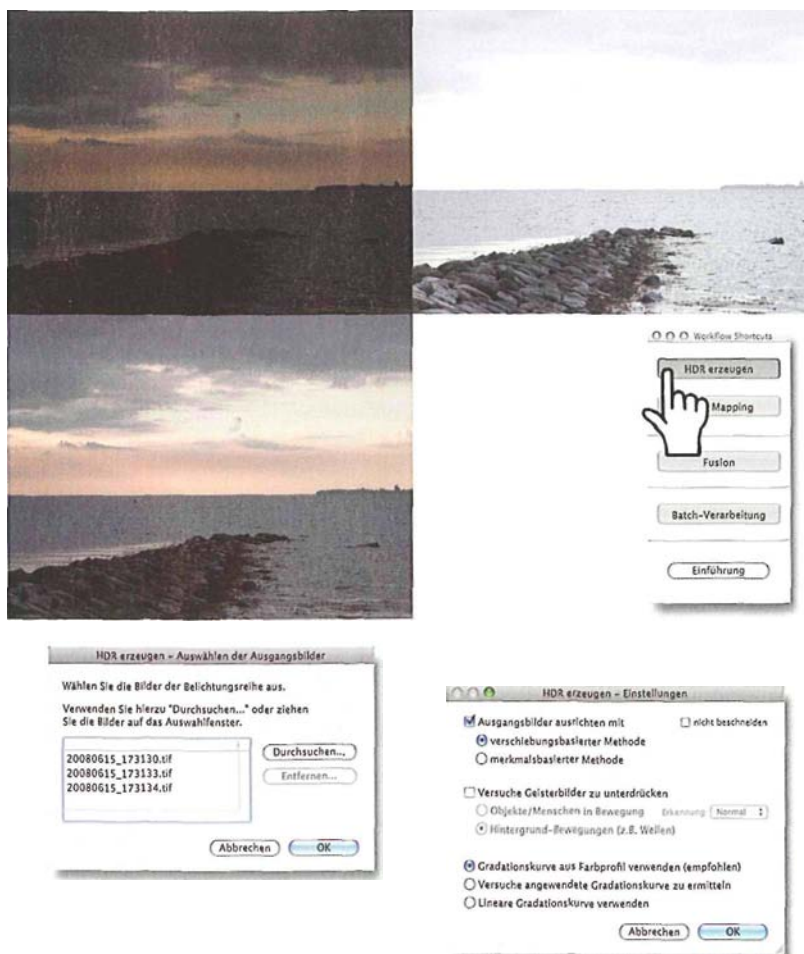 Workflow Shortcuts
HDR erzeugen
Mapping
Fusion
Batch-Verarbeitung
Einführung
HDR erzeugen – Auswählen der Ausgangsbilder
Wählen Sie die Bilder der Belichtungsreihe aus.
Verwenden Sie hierzu "Durchsuchen..." oder ziehen
Sie die Bilder auf das Auswahlfenster.
20080615_173130.tif
20080615_173133.tif
20080615_173134.tif
Durchsuchen...
Entfernen...
Abbrechen OK
HDR erzeugen – Einstellungen
Ausgangsbilder ausrichten mit nicht beschneiden
verschiebungsbasierter Methode
merkmalsbasierter Methode
Versuche Geisterbilder zu unterdrücken
Objekte/Menschen in Bewegung Erkennung Normal
Hintergrund-Bewegungen (z.B. Wellen)
Gradationskurve aus Farbprofil verwenden (empfohlen)
Versuche angewendete Gradationskurve zu ermitteln
Lineare Gradationskurve verwenden
Abbrechen OK